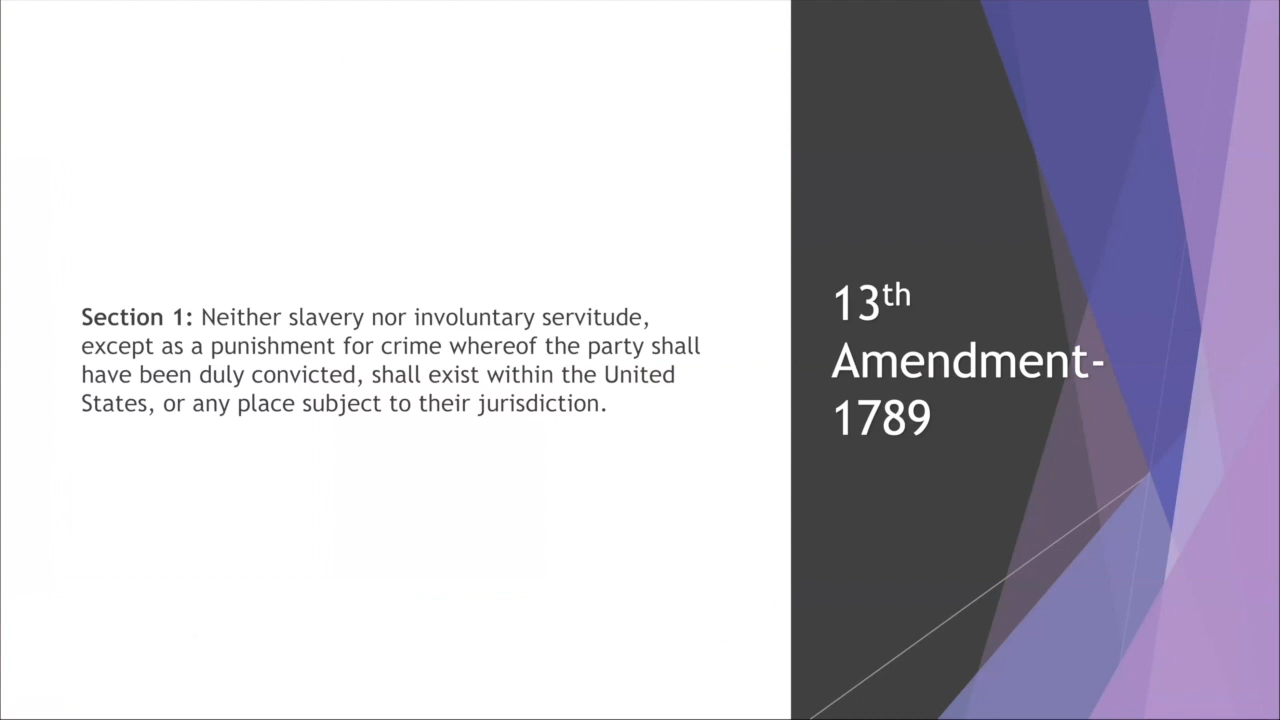 Section 1: Neither slavery nor involuntary servitude,
except as a punishment for crime whereof the party shall
have been duly convicted, shall exist within the United
States, or any place subject to their jurisdiction.
13th
Amendment-
1789